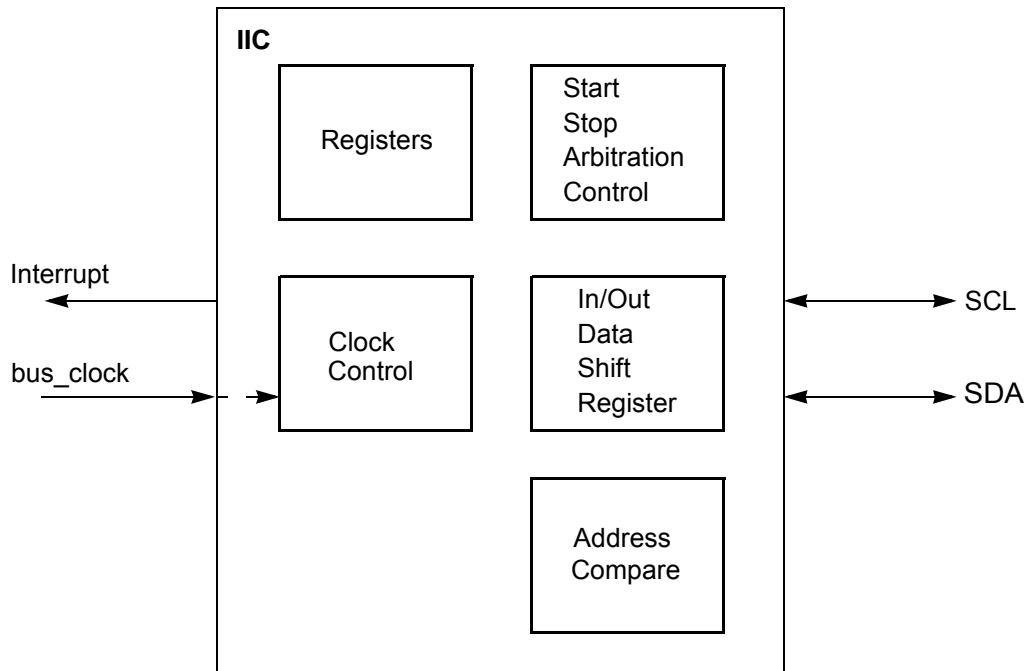 IIC
Registers
Start
Stop
Arbitration
Control
Interrupt
bus_clock
Clock
Control
In/Out
Data
Shift
Register
SCL
SDA
Address
Compare